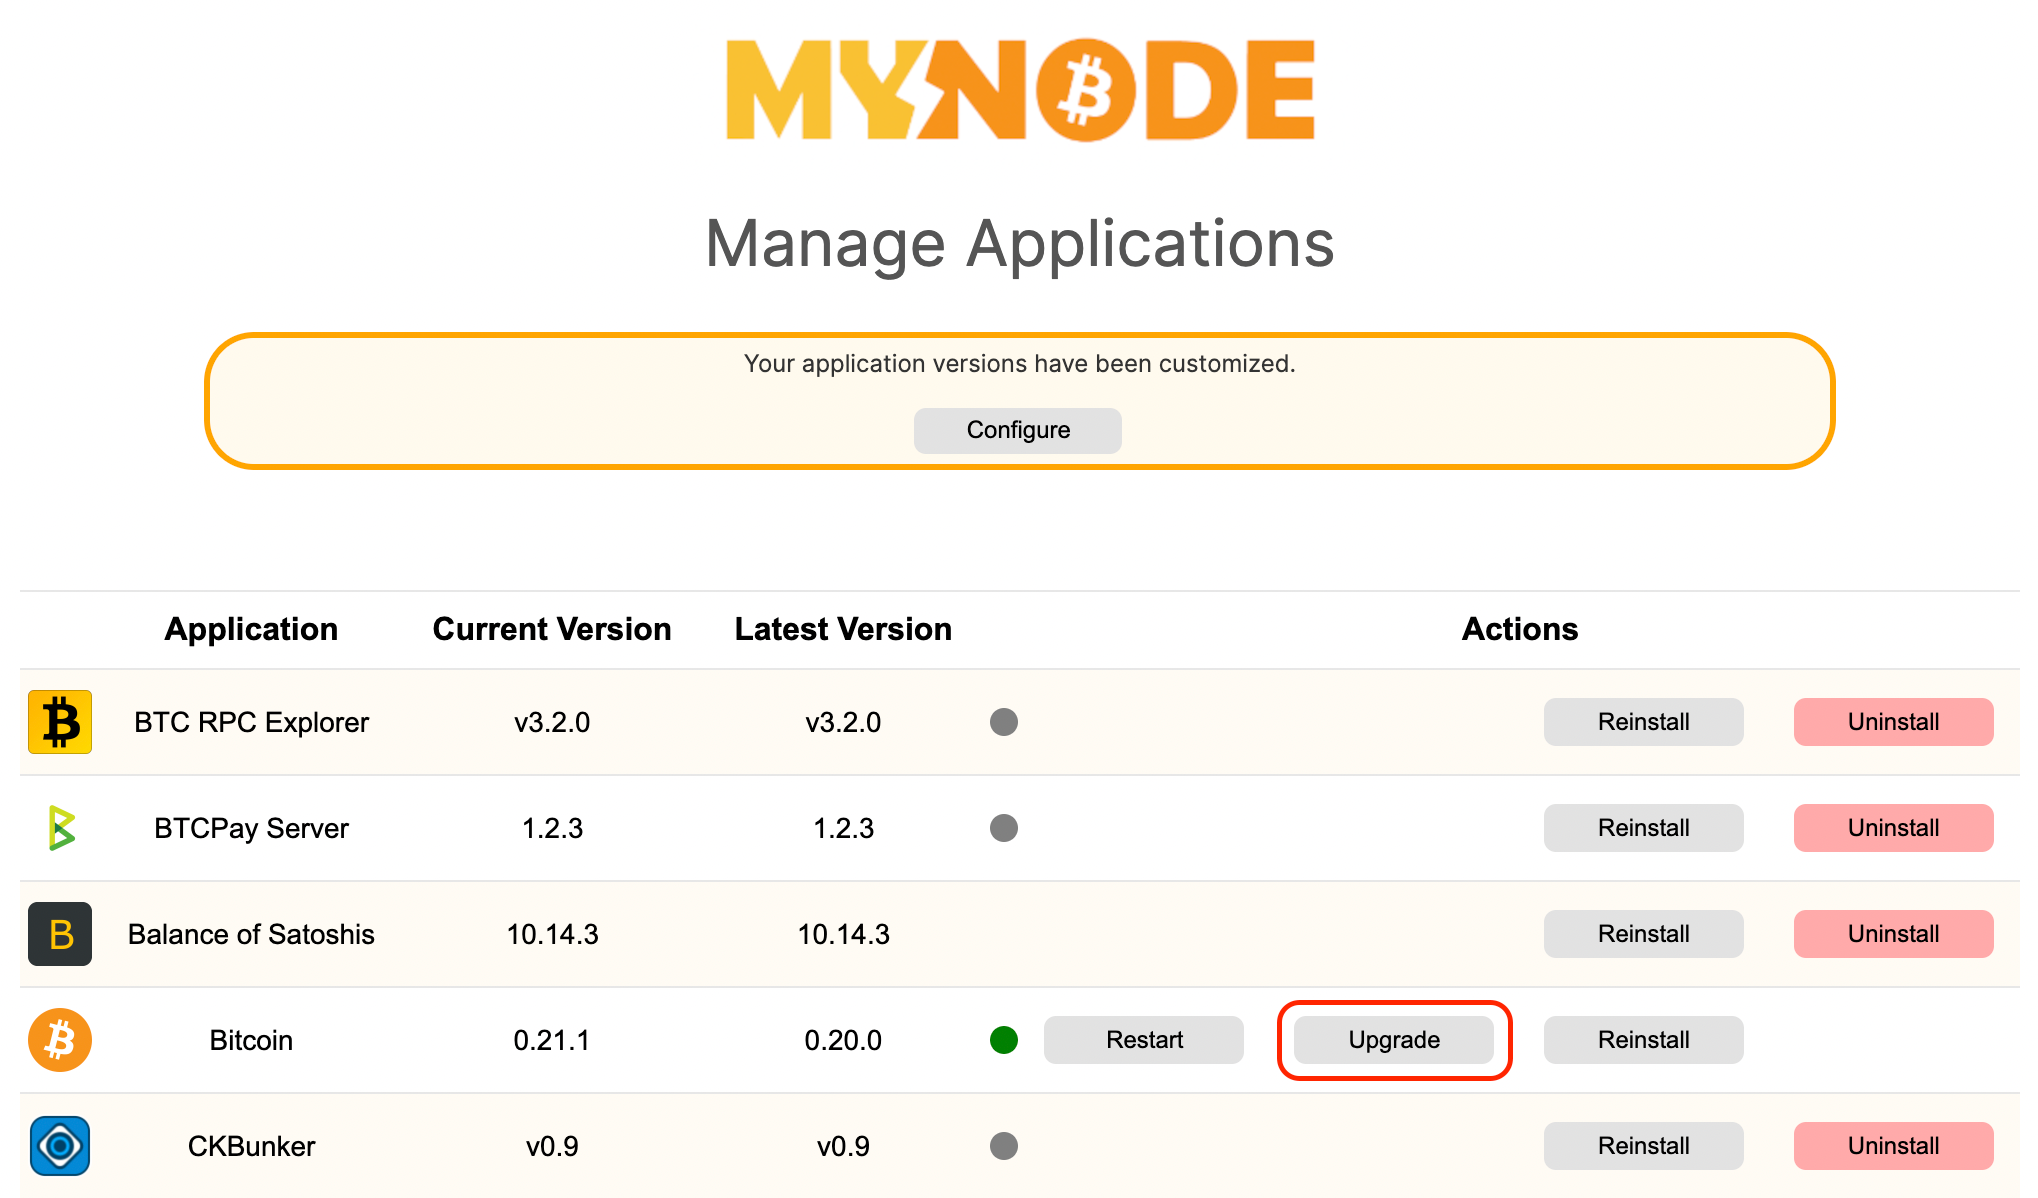 MYNODE
Manage Applications
Your application versions have been customized.
Configure
Application Current Version Latest Version Actions
BTC RPC Explorer v3.2.0 v3.2.0 Reinstall Uninstall
BTCPay Server 1.2.3 1.2.3 Reinstall Uninstall
B Balance of Satoshis 10.14.3 10.14.3 Reinstall Uninstall
Bitcoin 0.21.1 0.20.0 Restart Upgrade Reinstall
CKBunker v0.9 v0.9 Reinstall Uninstall